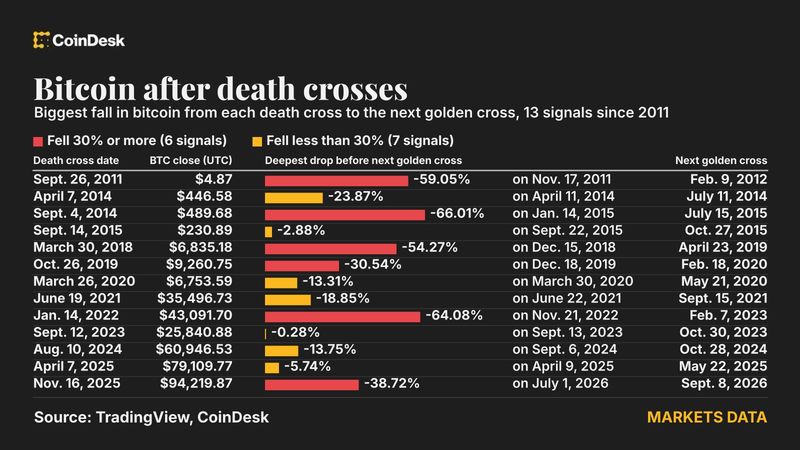 CoinDesk
Bitcoin after death crosses
Biggest fall in bitcoin from each death cross to the next golden cross, 13 signals since 2011
Fell 30% or more (6 signals) Fell less than 30% (7 signals)
Death cross date BTC close (UTC) Deepest drop before next golden cross Next golden cross
Sept. 26, 2011 $4.87 -59.05% on Nov. 17, 2011 Feb. 9, 2012
April 7, 2014 $446.58 -23.87% on April 11, 2014 July 11, 2014
Sept. 4, 2014 $489.68 -66.01% on Jan. 14, 2015 July 15, 2015
Sept. 14, 2015 $230.89 -2.88% on Sept. 22, 2015 Oct. 27, 2015
March 30, 2018 $6,835.18 -54.27% on Dec. 15, 2018 April 23, 2019
Oct. 26, 2019 $9,260.75 -30.54% on Dec. 18, 2019 Feb. 18, 2020
March 26, 2020 $6,753.59 -13.31% on March 30, 2020 May 21, 2020
June 19, 2021 $35,496.73 -18.85% on June 22, 2021 Sept. 15, 2021
Jan. 14, 2022 $43,091.70 -64.08% on Nov. 21, 2022 Feb. 7, 2023
Sept. 12, 2023 $25,840.88 -0.28% on Sept. 13, 2023 Oct. 30, 2023
Aug. 10, 2024 $60,946.53 -13.75% on Sept. 6, 2024 Oct. 28, 2024
April 7, 2025 $79,109.77 -5.74% on April 9, 2025 May 22, 2025
Nov. 16, 2025 $94,219.87 -38.72% on July 1, 2026 Sept. 8, 2026
Source: TradingView, CoinDesk MARKETS DATA